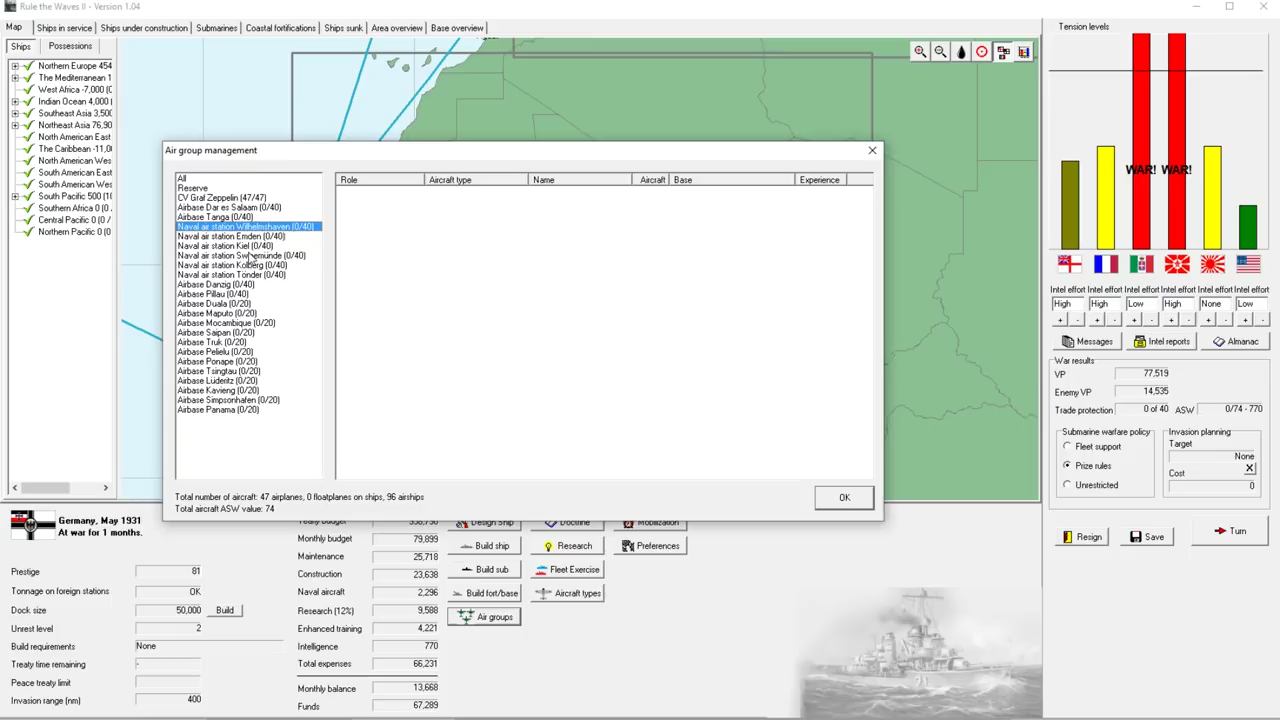 Rule the Waves II - Version 1.04
Map
Ships in service
Ships under construction
Submarines
Coastal fortifications
Ships sunk
Area overview
Base overview
Ships
Possessions
Northern Europe 454
The Mediterranean 1
West Africa -7,000 (0
Indian Ocean 4,000 (
Southeast Asia 3,500
Northeast Asia 76,90
North American East
The Caribbean -11,0
North American Wes
South American East
South American Wes
South Pacific 500 (10
Southern Africa 0 (0
Central Pacific 0 (0
Northern Pacific 0 (
Air group management
All
Reserve
CV Graf Zeppelin (47/47)
Airbase Dar es Salaam (0/40)
Airbase Tanga (0/40)
Naval air station Wilhelmshaven (0/40)
Naval air station Emden (0/40)
Naval air station Kiel (0/40)
Naval air station Swinemünde (0/40)
Naval air station Kolberg (0/40)
Naval air station Tonder (0/40)
Airbase Danzig (0/40)
Airbase Pillau (0/40)
Airbase Duala (0/20)
Airbase Maputo (0/20)
Airbase Mocambique (0/20)
Airbase Saipan (0/20)
Airbase Truk (0/20)
Airbase Pelielu (0/20)
Airbase Ponape (0/20)
Airbase Tsingtau (0/20)
Airbase Lüderitz (0/20)
Airbase Kavieng (0/20)
Airbase Simpsonhafen (0/20)
Airbase Panama (0/20)
Role
Aircraft type
Name
Aircraft
Base
Experience
Total number of aircraft: 47 airplanes, 0 floatplanes on ships, 96 airships
Total aircraft ASW value: 74
OK
Tension levels
WAR! WAR!
Intel effort Intel effort Intel effort Intel effort Intel effort Intel effort
High High Low High None Low
+ - + - + - + - + - + -
Messages
Intel reports
Almanac
War results
VP 77,519
Enemy VP 14,535
Trade protection 0 of 40 ASW 0/74 - 770
Submarine warfare policy
Fleet support
Prize rules
Unrestricted
Invasion planning
Target
None
Cost
0
Resign
Save
Turn
Germany, May 1931
At war for 1 months.
Prestige 81
Tonnage on foreign stations OK
Dock size 50,000 Build
Unrest level 2
Build requirements None
Treaty time remaining -
Peace treaty limit
Invasion range (nm) 400
Monthly budget 79,899
Maintenance 25,718
Construction 23,638
Naval aircraft 2,296
Research (12%) 9,588
Enhanced training 4,221
Intelligence 770
Total expenses 66,231
Monthly balance 13,668
Funds 67,289
Design Ship
Doctrine
Mobilization
Build ship
Research
Preferences
Build sub
Fleet Exercise
Build fort/base
Aircraft types
Air groups